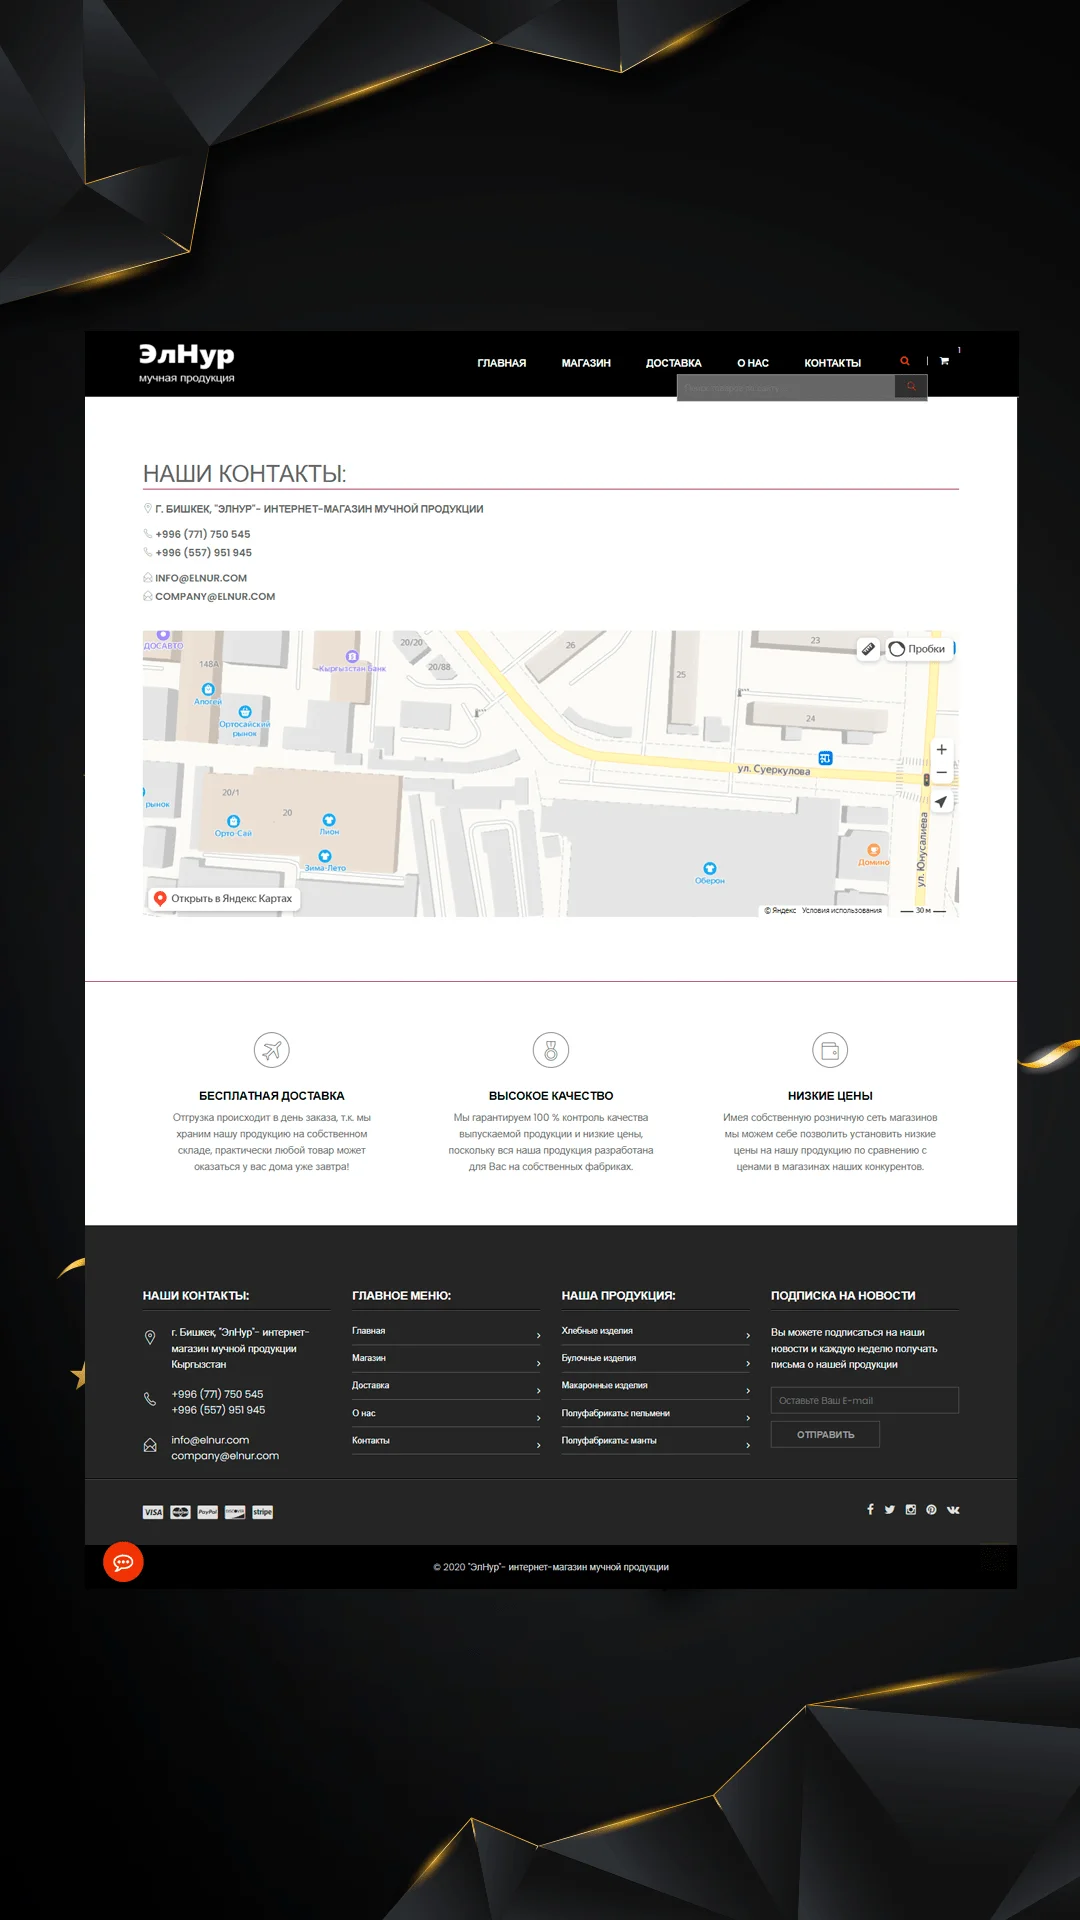 ЭлНур
мучная продукция
ГЛАВНАЯ МАГАЗИН ДОСТАВКА О НАС КОНТАКТЫ
1
НАШИ КОНТАКТЫ:
Г. БИШКЕК, "ЭЛНУР"- ИНТЕРНЕТ-МАГАЗИН МУЧНОЙ ПРОДУКЦИИ
+996 (771) 750 545
+996 (557) 951 945
INFO@ELNUR.COM
COMPANY@ELNUR.COM
ДОСАВТО
148А
Апогей
Ортосайский
рынок
Кыргызстан Банк
20/20
20/88
26
25
23
24
Пробки
ул. Суеркулова
рынок
20/1
20
Орто-Сай
Лион
Зима-Лето
Оберон
Домино
ул. Юнусалиева
Открыть в Яндекс Картах
© Яндекс Условия использования
30 м
БЕСПЛАТНАЯ ДОСТАВКА
Отгрузка происходит в день заказа, т.к. мы
храним нашу продукцию на собственном
складе, практически любой товар может
оказаться у вас дома уже завтра!
ВЫСОКОЕ КАЧЕСТВО
Мы гарантируем 100 % контроль качества
выпускаемой продукции и низкие цены,
поскольку вся наша продукция разработана
для Вас на собственных фабриках.
НИЗКИЕ ЦЕНЫ
Имея собственную розничную сеть магазинов
мы можем себе позволить установить низкие
цены на нашу продукцию по сравнению с
ценами в магазинах наших конкурентов.
НАШИ КОНТАКТЫ:
г. Бишкек, "ЭлНур"- интернет-
магазин мучной продукции
Кыргызстан
+996 (771) 750 545
+996 (557) 951 945
info@elnur.com
company@elnur.com
ГЛАВНОЕ МЕНЮ:
Главная
Магазин
Доставка
О нас
Контакты
НАША ПРОДУКЦИЯ:
Хлебные изделия
Булочные изделия
Макаронные изделия
Полуфабрикаты: пельмени
Полуфабрикаты: манты
ПОДПИСКА НА НОВОСТИ
Вы можете подписаться на наши
новости и каждую неделю получать
письма о нашей продукции
Оставьте Ваш E-mail
ОТПРАВИТЬ
VISA PayPal DISCOVER stripe
© 2020 "ЭлНур"- интернет-магазин мучной продукции